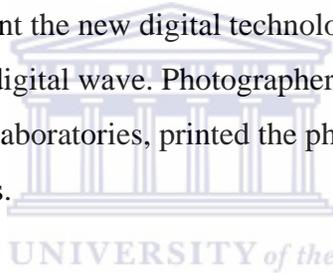 nt the new digital technolo
digital wave. Photographer
aboratories, printed the ph
s.
UNIVERSITY of the